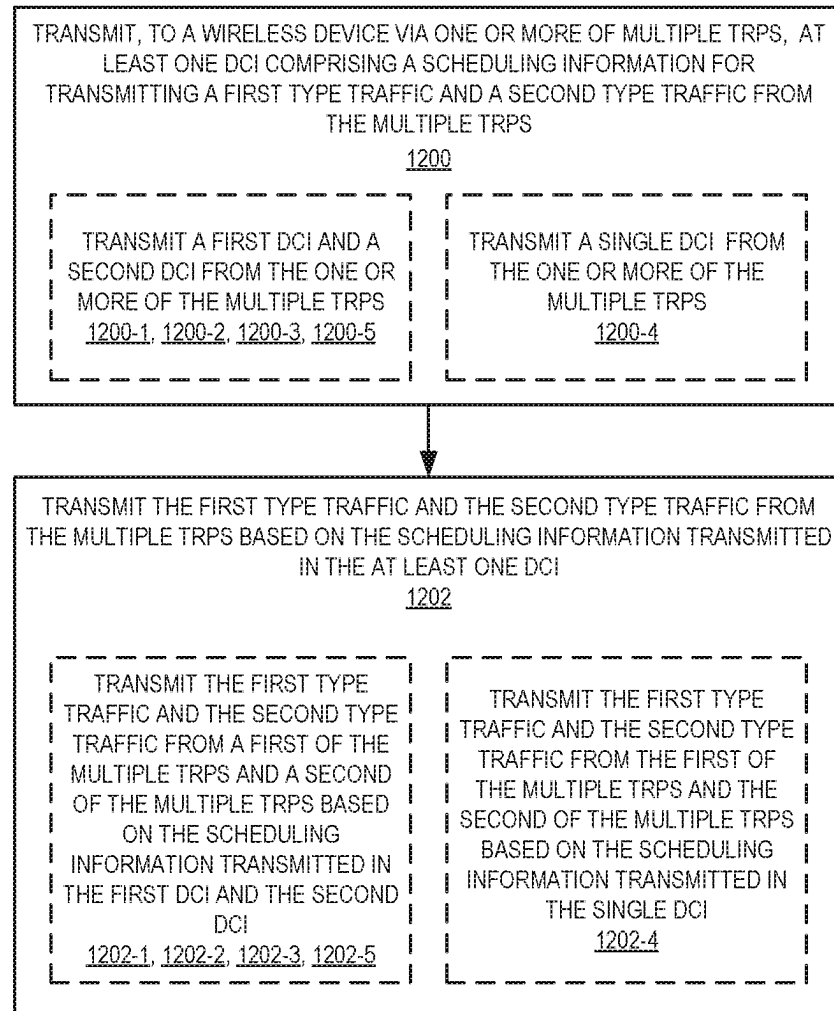 TRANSMIT, TO A WIRELESS DEVICE VIA ONE OR MORE OF MULTIPLE TRPS, AT
LEAST ONE DCI COMPRISING A SCHEDULING INFORMATION FOR
TRANSMITTING A FIRST TYPE TRAFFIC AND A SECOND TYPE TRAFFIC FROM
THE MULTIPLE TRPS
1200
TRANSMIT A FIRST DCI AND A
SECOND DCI FROM THE ONE OR
MORE OF THE MULTIPLE TRPS
1200-1, 1200-2, 1200-3, 1200-5
TRANSMIT A SINGLE DCI FROM
THE ONE OR MORE OF THE
MULTIPLE TRPS
1200-4
TRANSMIT THE FIRST TYPE TRAFFIC AND THE SECOND TYPE TRAFFIC FROM
THE MULTIPLE TRPS BASED ON THE SCHEDULING INFORMATION TRANSMITTED
IN THE AT LEAST ONE DCI
1202
TRANSMIT THE FIRST TYPE
TRAFFIC AND THE SECOND TYPE
TRAFFIC FROM A FIRST OF THE
MULTIPLE TRPS AND A SECOND
OF THE MULTIPLE TRPS BASED
ON THE SCHEDULING
INFORMATION TRANSMITTED IN
THE FIRST DCI AND THE SECOND
DCI
1202-1, 1202-2, 1202-3, 1202-5
TRANSMIT THE FIRST TYPE
TRAFFIC AND THE SECOND TYPE
TRAFFIC FROM THE FIRST OF
THE MULTIPLE TRPS AND THE
SECOND OF THE MULTIPLE TRPS
BASED ON THE SCHEDULING
INFORMATION TRANSMITTED IN
THE SINGLE DCI
1202-4